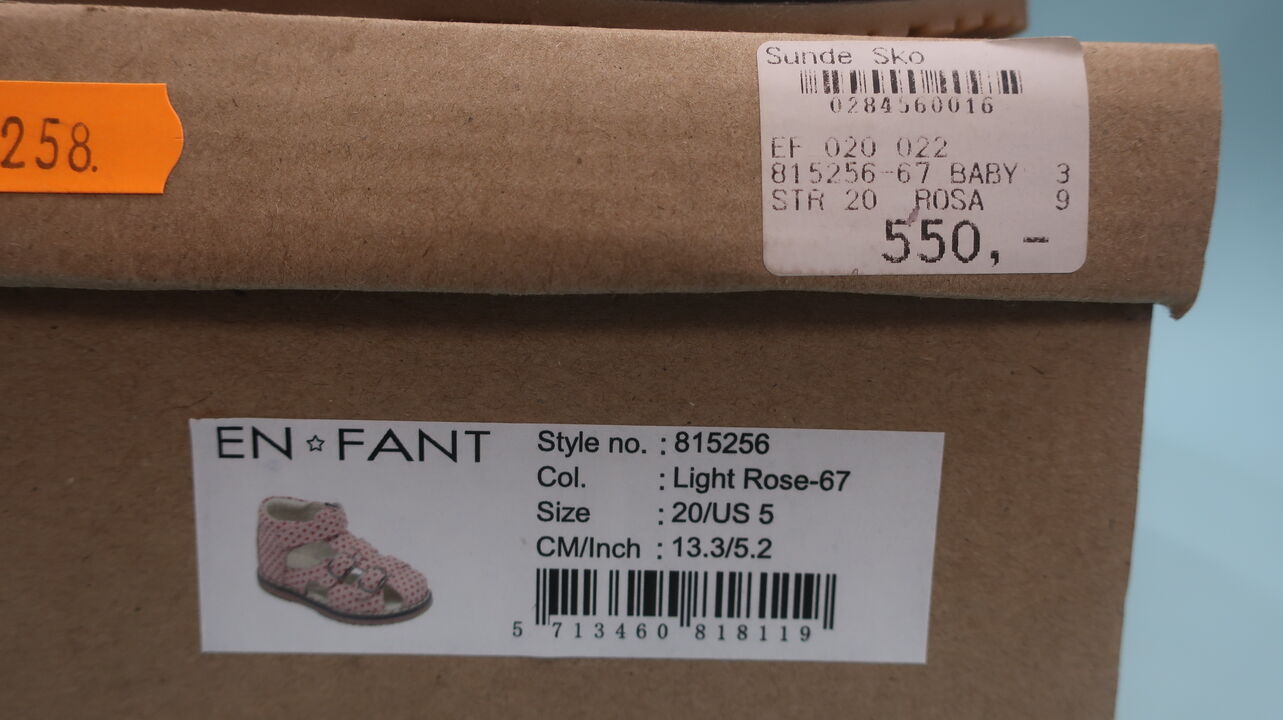 Sunde Sko
0284560016
EF 020 022
815256-67 BABY 3
STR 20 ROSA 9
550,-
258.
EN☆FANT
Style no. : 815256
Col. : Light Rose-67
Size : 20/US 5
CM/Inch : 13.3/5.2
5 713460 818119